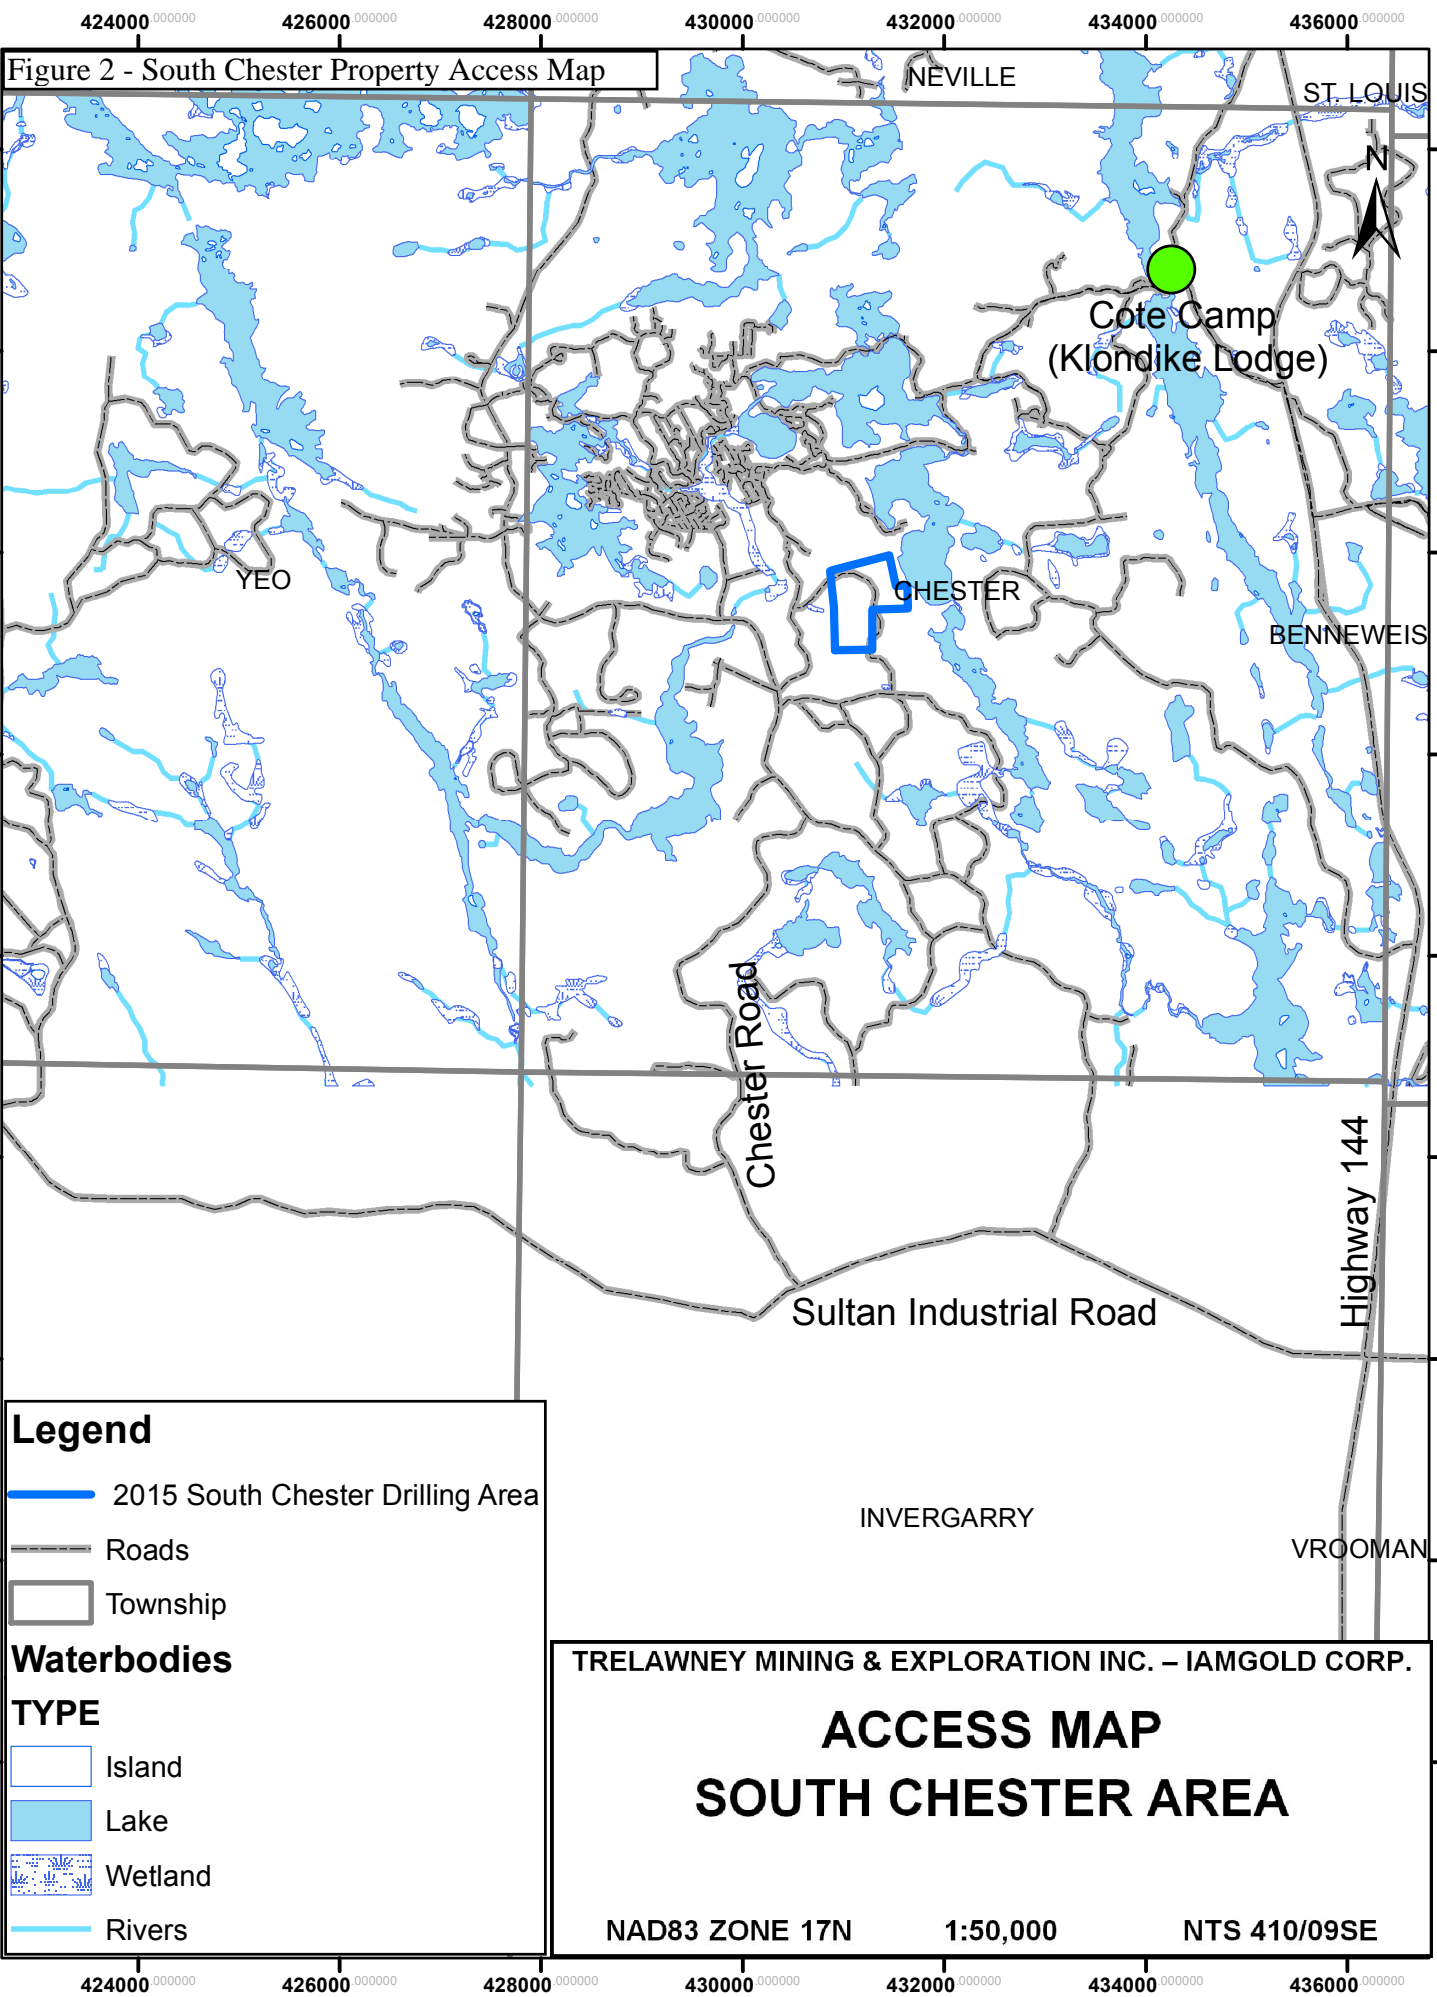 424000.000000 426000.000000 428000.000000 430000.000000 432000.000000 434000.000000 436000.000000
Figure 2 - South Chester Property Access Map
NEVILLE
ST. LOUIS
N
Cote Camp
(Klondike Lodge)
YEO
CHESTER
BENNEWEIS
Chester Road
Highway 144
Sultan Industrial Road
INVERGARRY
VROOMAN
Legend
2015 South Chester Drilling Area
Roads
Township
Waterbodies
TYPE
Island
Lake
Wetland
Rivers
TRELAWNEY MINING & EXPLORATION INC. – IAMGOLD CORP.
ACCESS MAP
SOUTH CHESTER AREA
NAD83 ZONE 17N 1:50,000 NTS 410/09SE
424000.000000 426000.000000 428000.000000 430000.000000 432000.000000 434000.000000 436000.000000